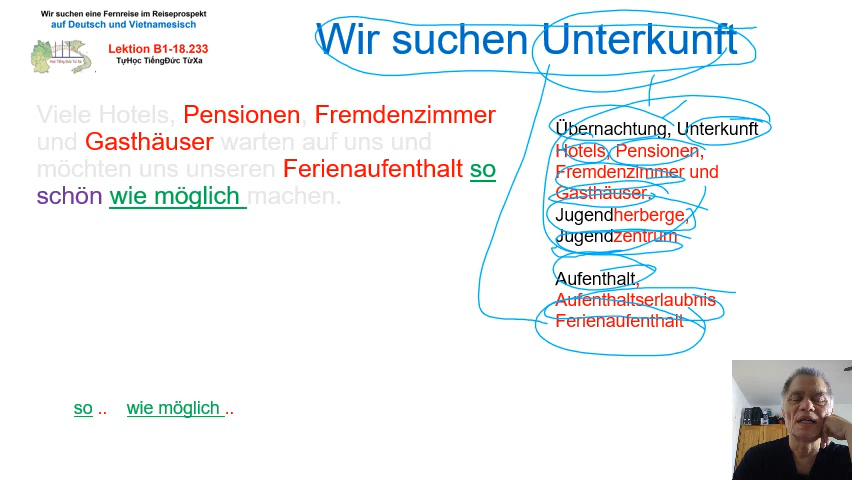 Wir suchen eine Fernreise im Reiseprospekt
auf Deutsch und Vietnamesisch
Lektion B1-18.233
TựHọc TiếngĐức TừXa
Wir suchen Unterkunft
Viele Hotels, Pensionen, Fremdenzimmer
und Gasthäuser warten auf uns und
möchten uns unseren Ferienaufenthalt so
schön wie möglich machen.
Übernachtung, Unterkunft
Hotels, Pensionen,
Fremdenzimmer und
Gasthäuser.
Jugendherberge,
Jugendzentrum
Aufenthalt,
Aufenthaltserlaubnis
Ferienaufenthalt
so .. wie möglich ..